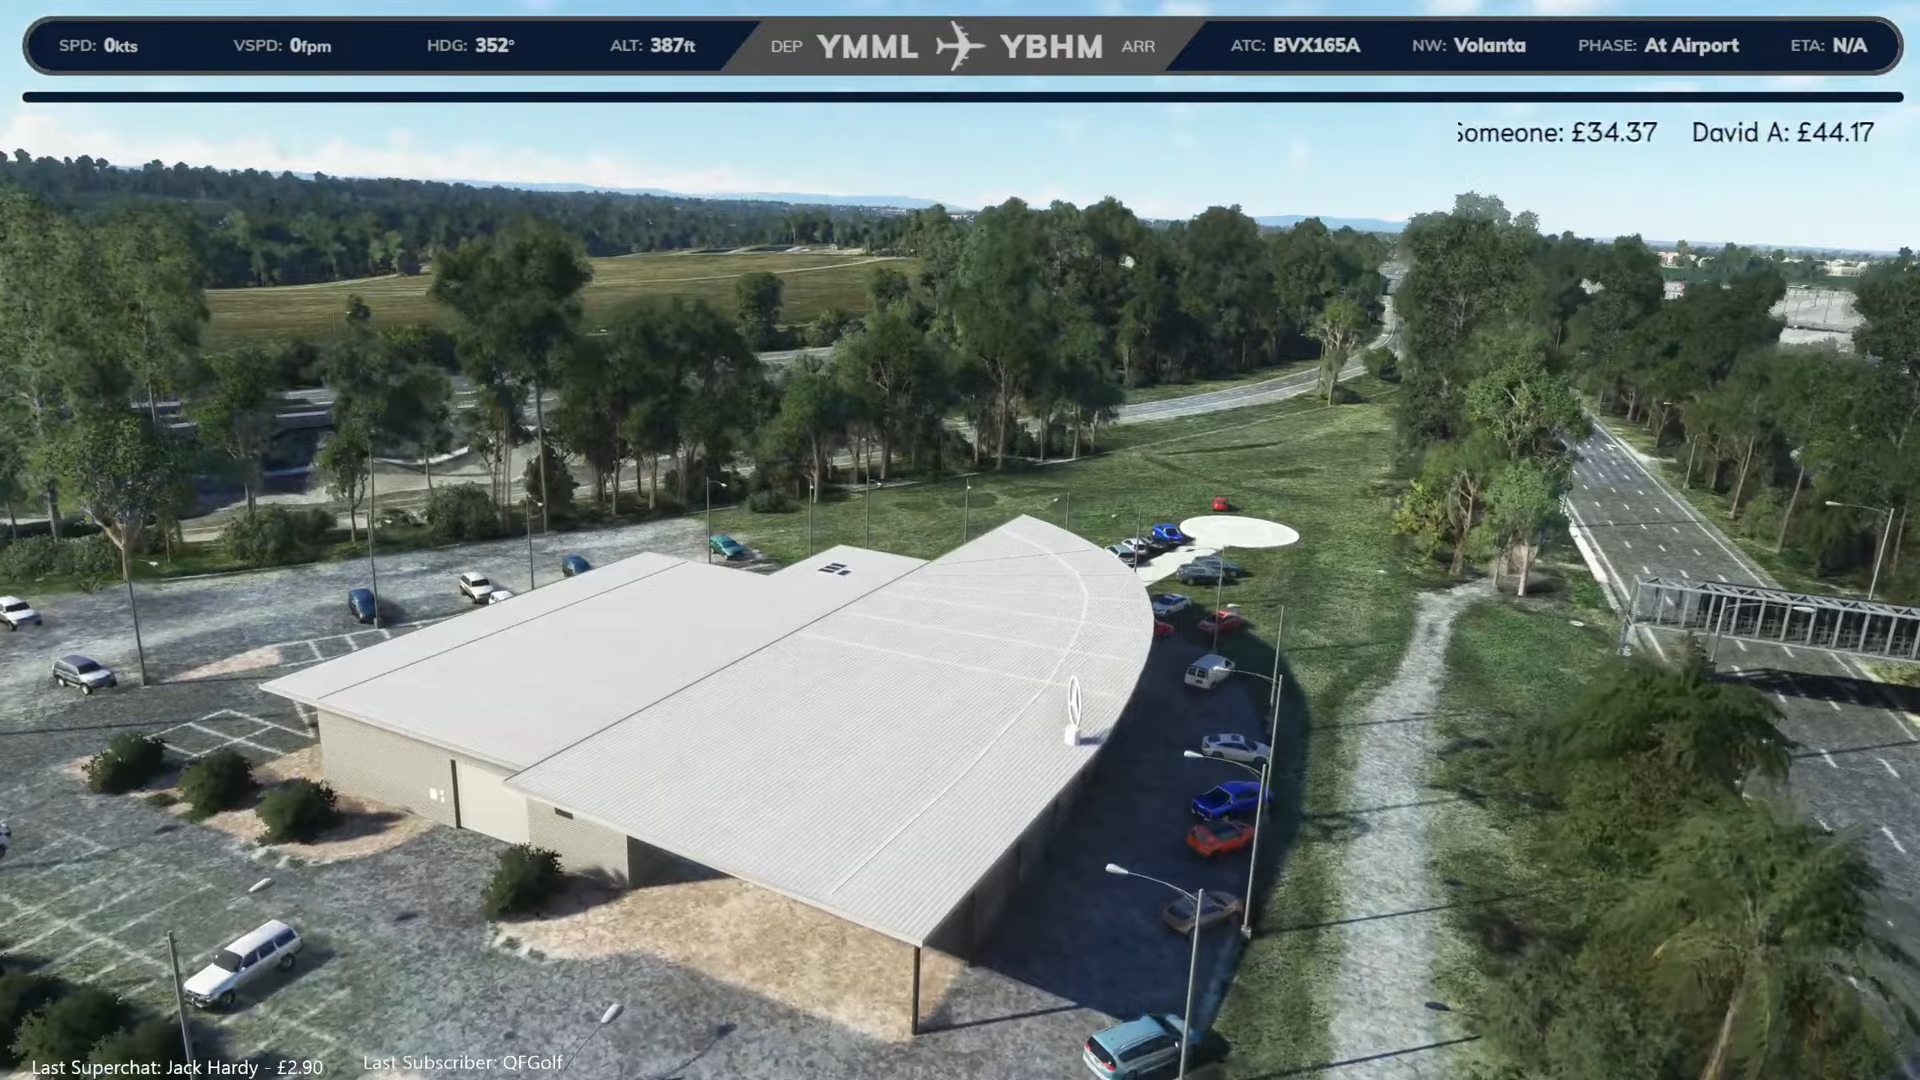 SPD: 0kts VSPD: 0fpm HDG: 352° ALT: 387ft DEP YMML YBHM ARR ATC: BVX165A NW: Volanta PHASE: At Airport ETA: N/A
Someone: £34.37 David A: £44.17
Last Superchat: Jack Hardy - £2.90 Last Subscriber: QFGolf